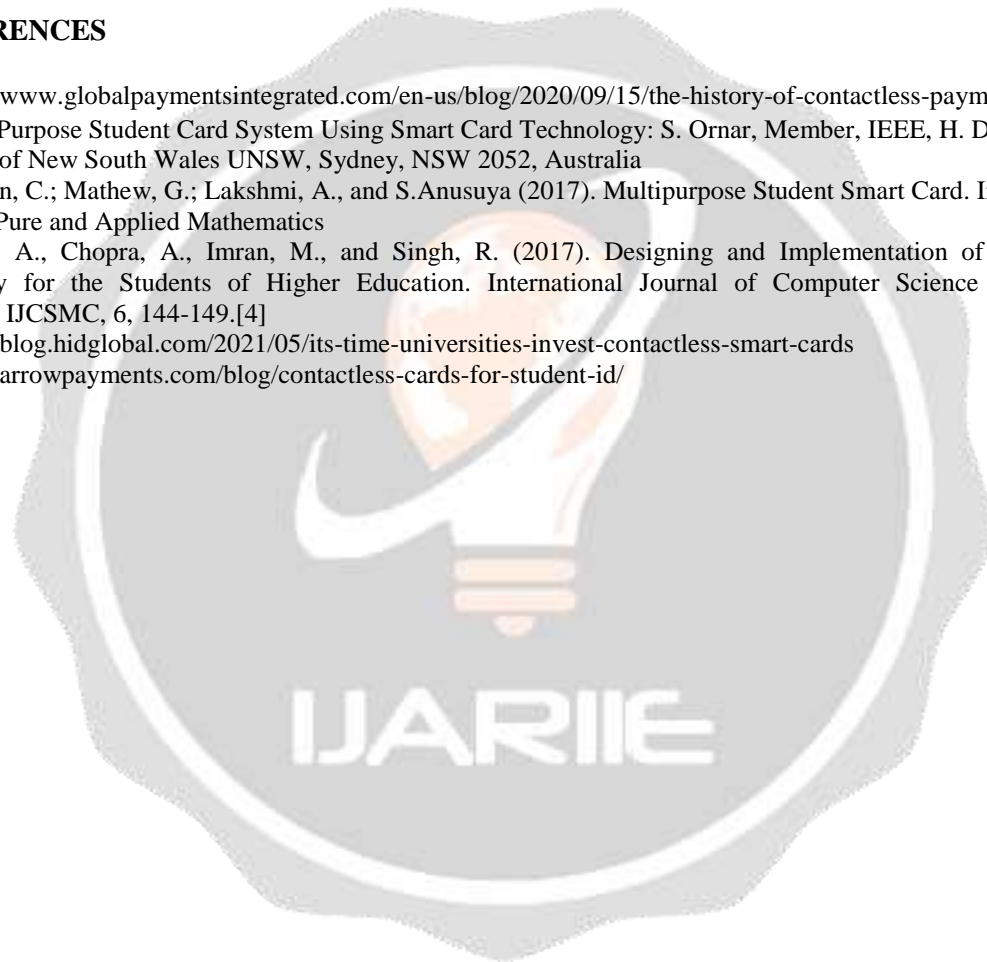 RENCES
www.globalpaymentsintegrated.com/en-us/blog/2020/09/15/the-history-of-contactless-paym
Purpose Student Card System Using Smart Card Technology: S. Ornar, Member, IEEE, H. D
of New South Wales UNSW, Sydney, NSW 2052, Australia
n, C.; Mathew, G.; Lakshmi, A., and S.Anusuya (2017). Multipurpose Student Smart Card. I
Pure and Applied Mathematics
A., Chopra, A., Imran, M., and Singh, R. (2017). Designing and Implementation of
y for the Students of Higher Education. International Journal of Computer Science
IJCSMC, 6, 144-149.[4]
blog.hidglobal.com/2021/05/its-time-universities-invest-contactless-smart-cards
arrowpayments.com/blog/contactless-cards-for-student-id/
IJARIIE